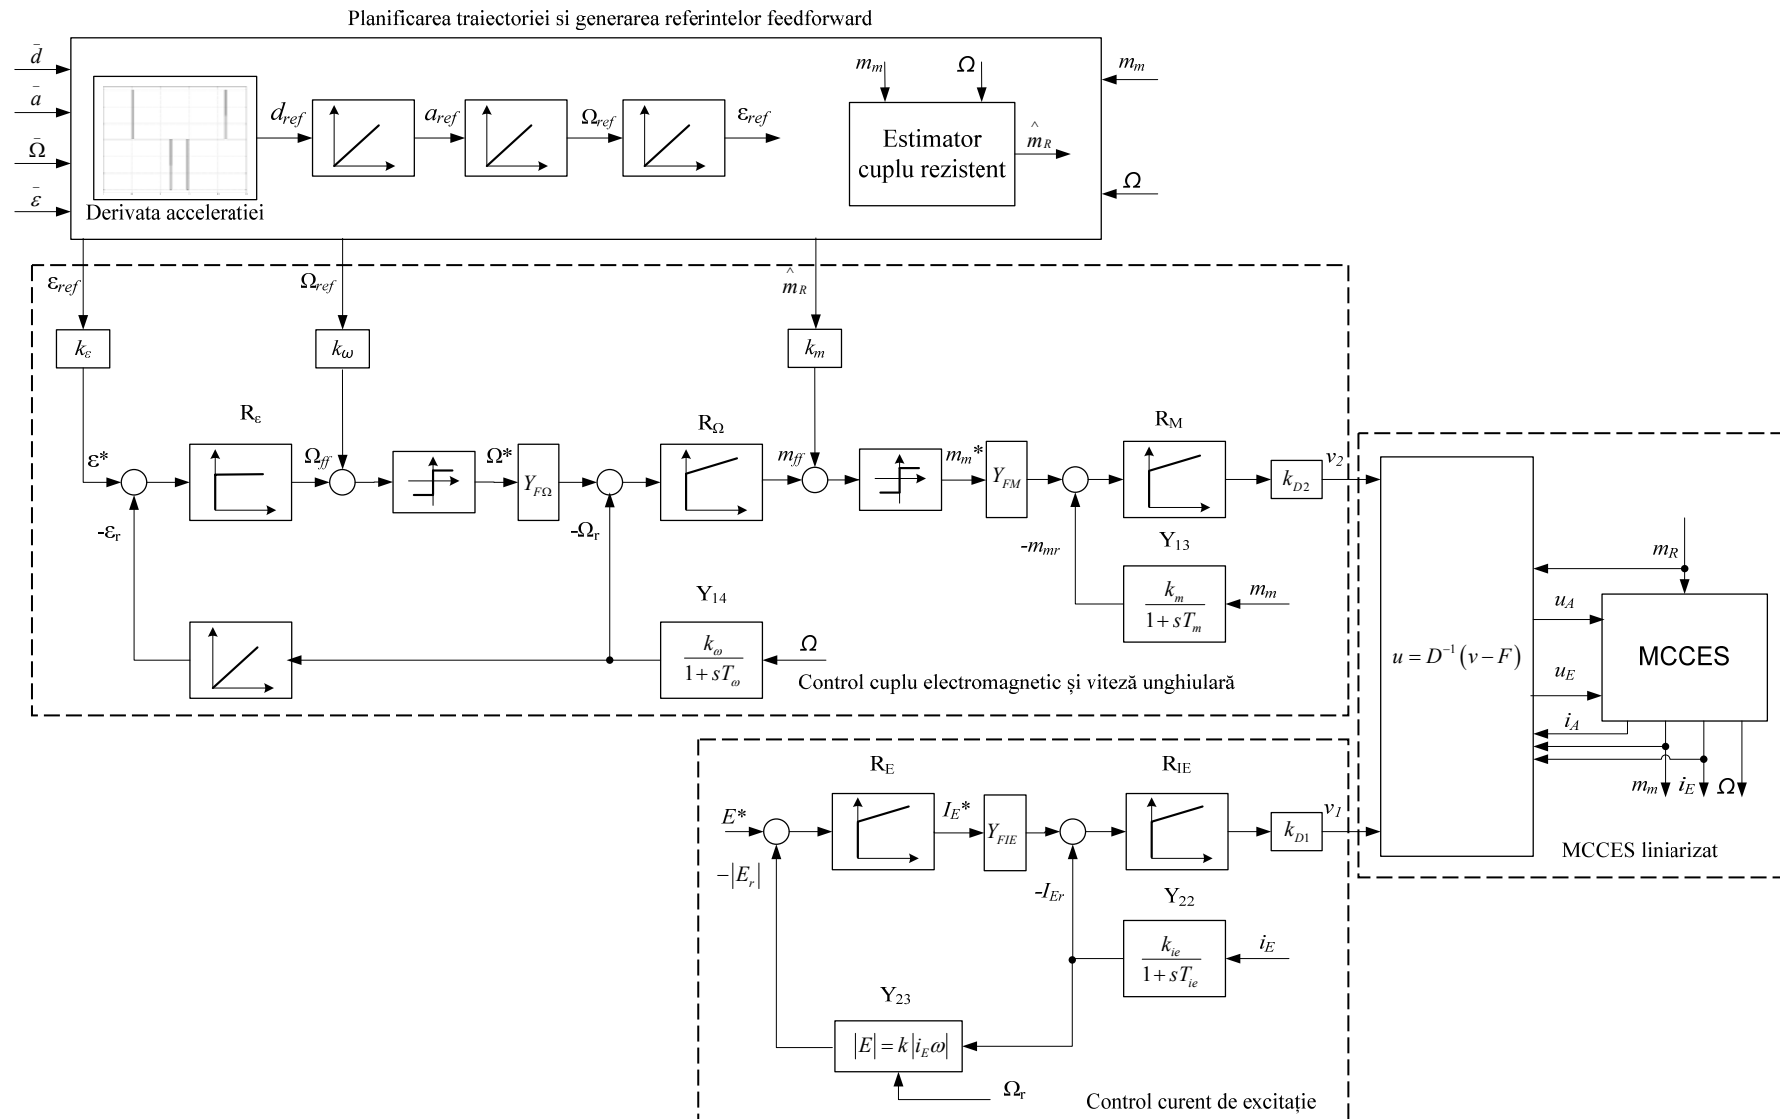 Planificarea traiectoriei si generarea referintelor feedforward
d̄
ā
Ω̄
ε̄
Derivata acceleratiei
d_ref
a_ref
Ω_ref
ε_ref
m_m
Ω
Estimator
cuplu rezistent
m̂_R
m_m
Ω
ε_ref
Ω_ref
m̂_R
k_ε
k_ω
k_m
R_ε
R_Ω
R_M
ε*
Ω_ff
Ω*
Y_FΩ
m_ff
m_m*
Y_FM
k_D2
v_2
-ε_r
-Ω_r
-m_mr
Y_13
k_m
1+sT_m
m_m
Y_14
k_ω
1+sT_ω
Ω
Control cuplu electromagnetic și viteză unghiulară
m_R
u_A
u_E
i_A
u = D⁻¹(v−F)
MCCES
m_m
i_E
Ω
MCCES liniarizat
R_E
R_IE
E*
I_E*
Y_FIE
k_D1
v_1
−|E_r|
-I_Er
Y_22
k_ie
1+sT_ie
i_E
Y_23
|E| = k|i_E ω|
Ω_r
Control curent de excitație